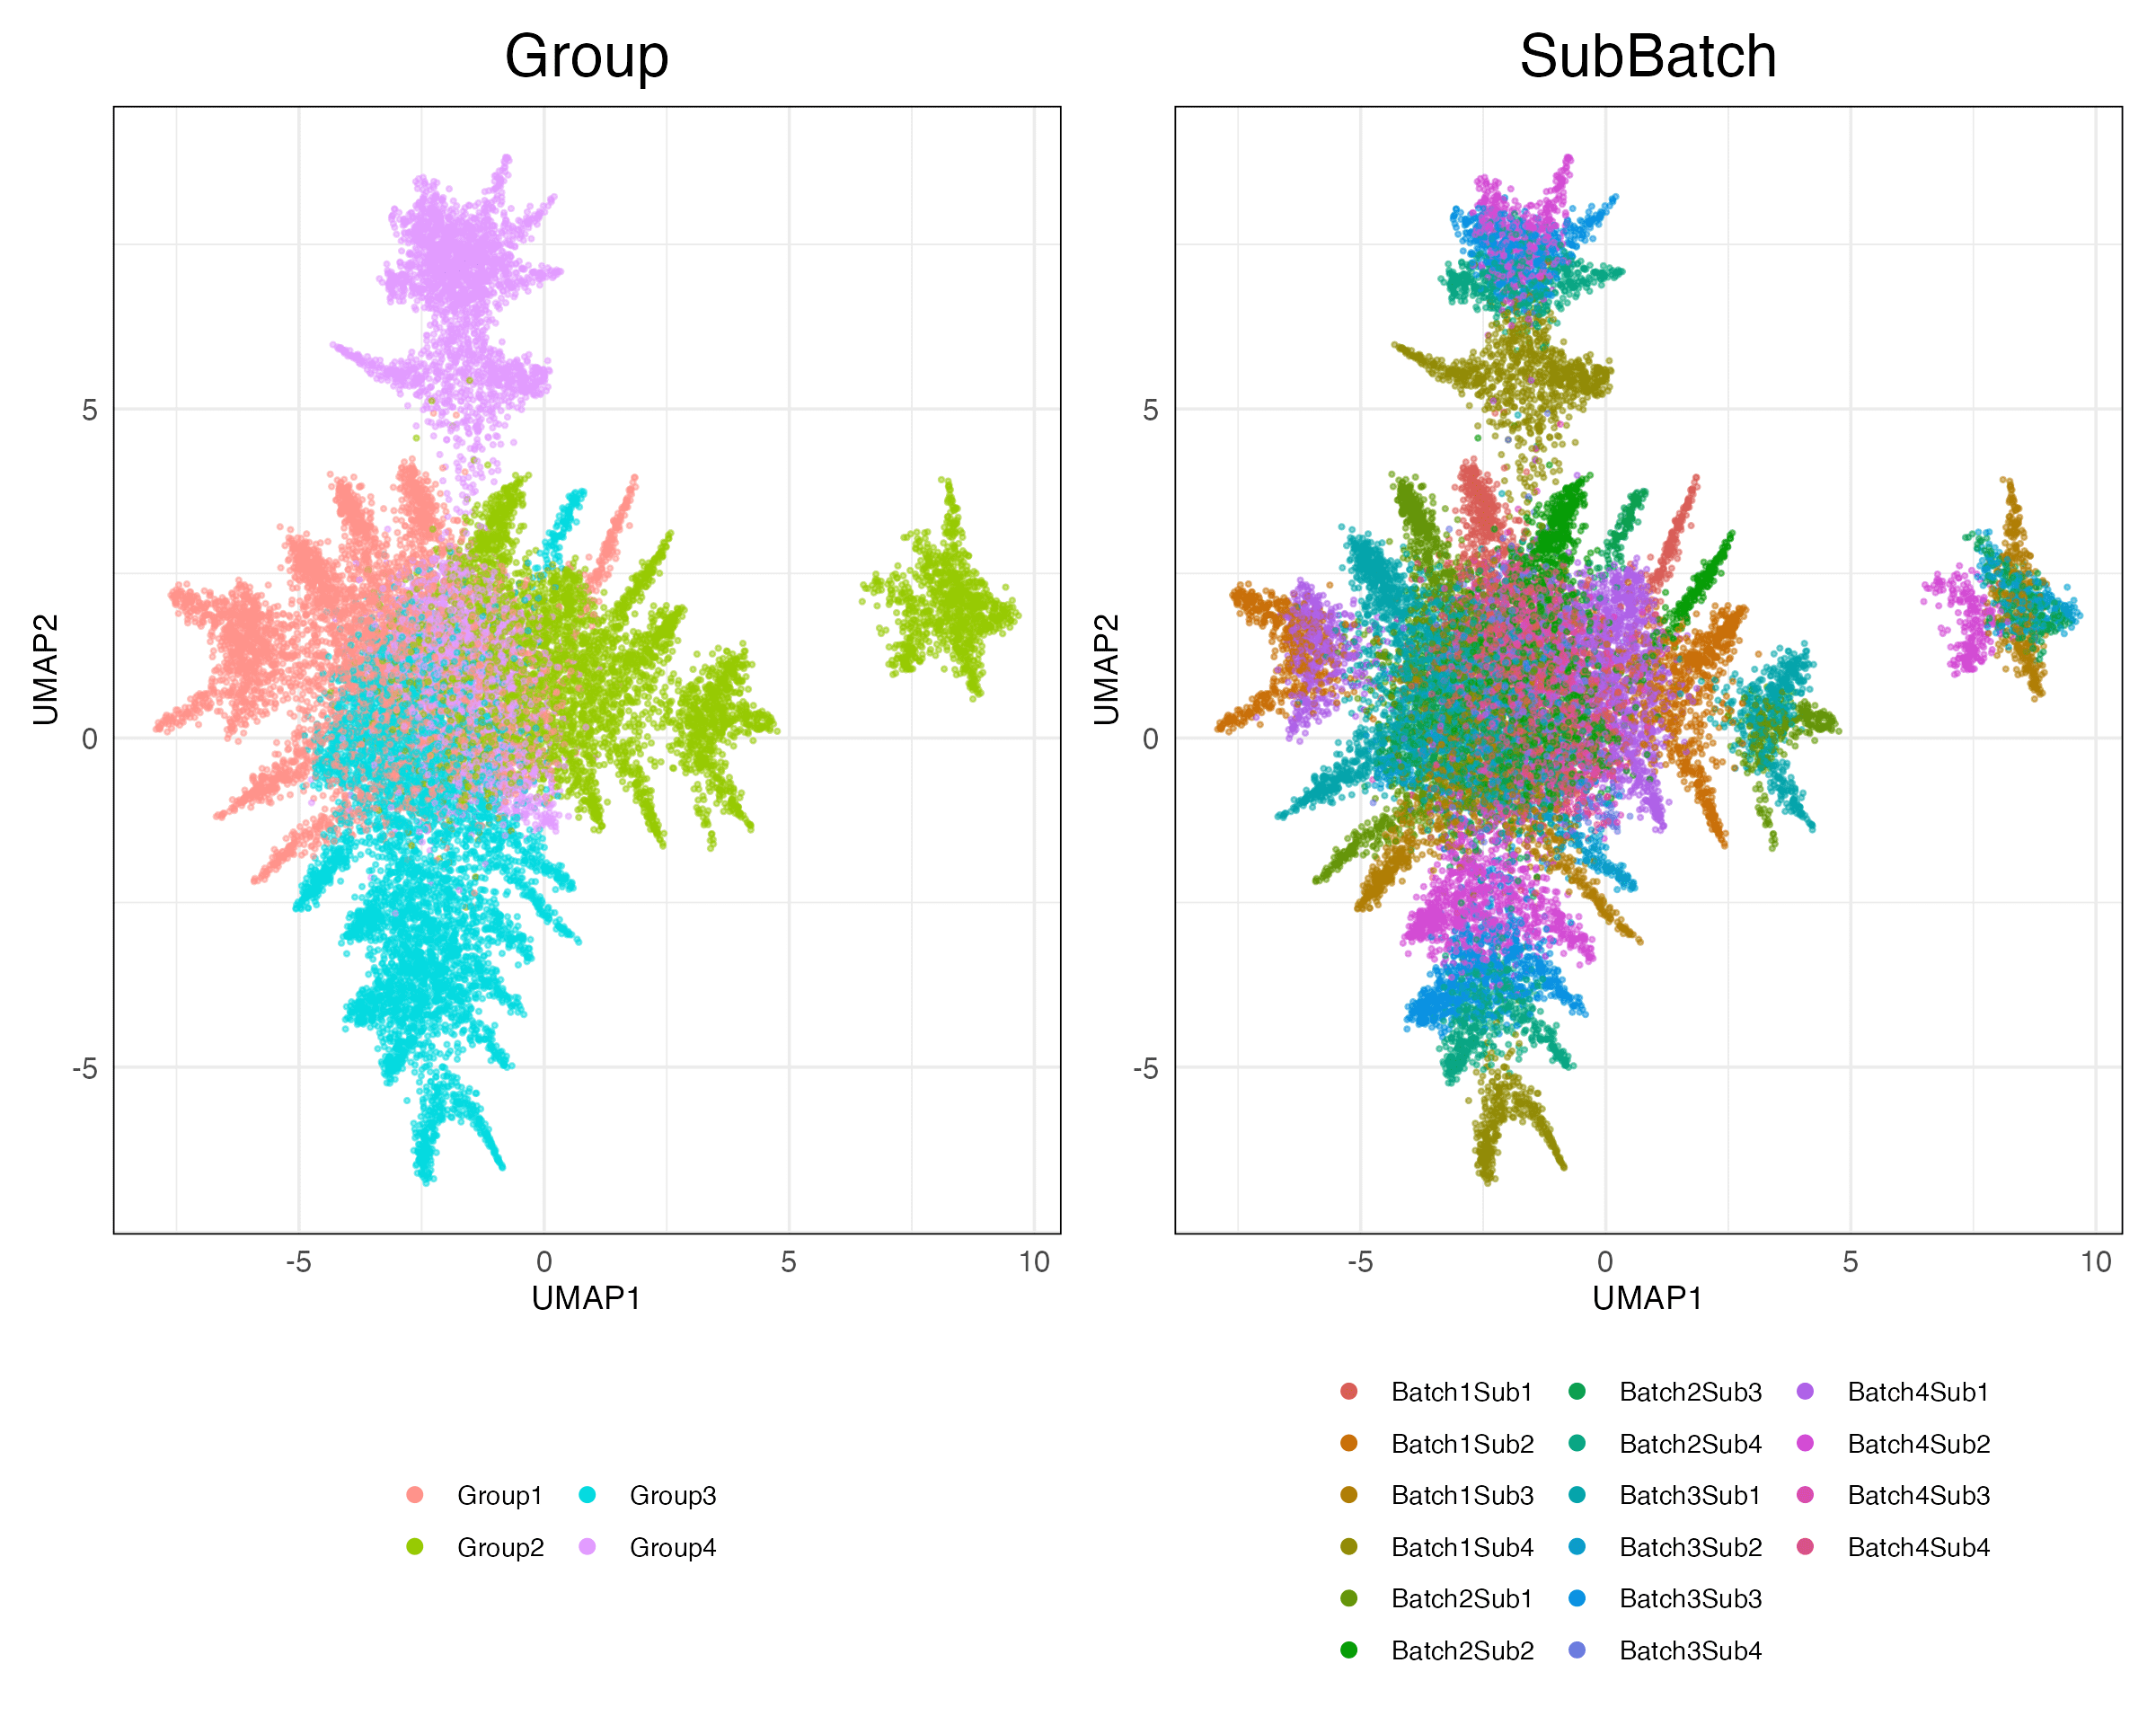 Group
SubBatch
UMAP2
5
0
-5
-5 0 5 10
UMAP1
UMAP2
5
0
-5
-5 0 5 10
UMAP1
Group1 Group3
Group2 Group4
Batch1Sub1 Batch2Sub3 Batch4Sub1
Batch1Sub2 Batch2Sub4 Batch4Sub2
Batch1Sub3 Batch3Sub1 Batch4Sub3
Batch1Sub4 Batch3Sub2 Batch4Sub4
Batch2Sub1 Batch3Sub3
Batch2Sub2 Batch3Sub4